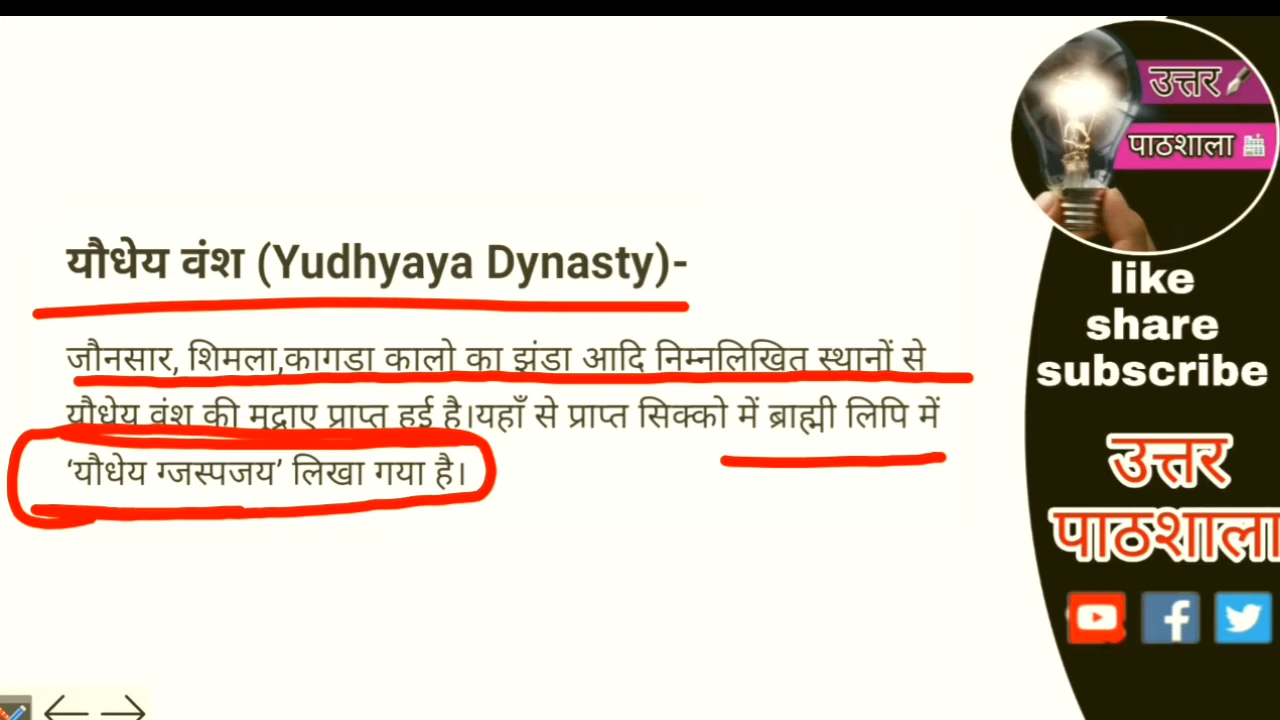 यौधेय वंश (Yudhyaya Dynasty)-
जौनसार, शिमला,कागडा कालो का झंडा आदि निम्नलिखित स्थानों से
यौधेय वंश की मुद्राए प्राप्त हुई है।यहाँ से प्राप्त सिक्को में ब्राह्मी लिपि में
‘यौधेय ग्जस्पजय’ लिखा गया है।
उत्तर
पाठशाला
like
share
subscribe
उत्तर
पाठशाला